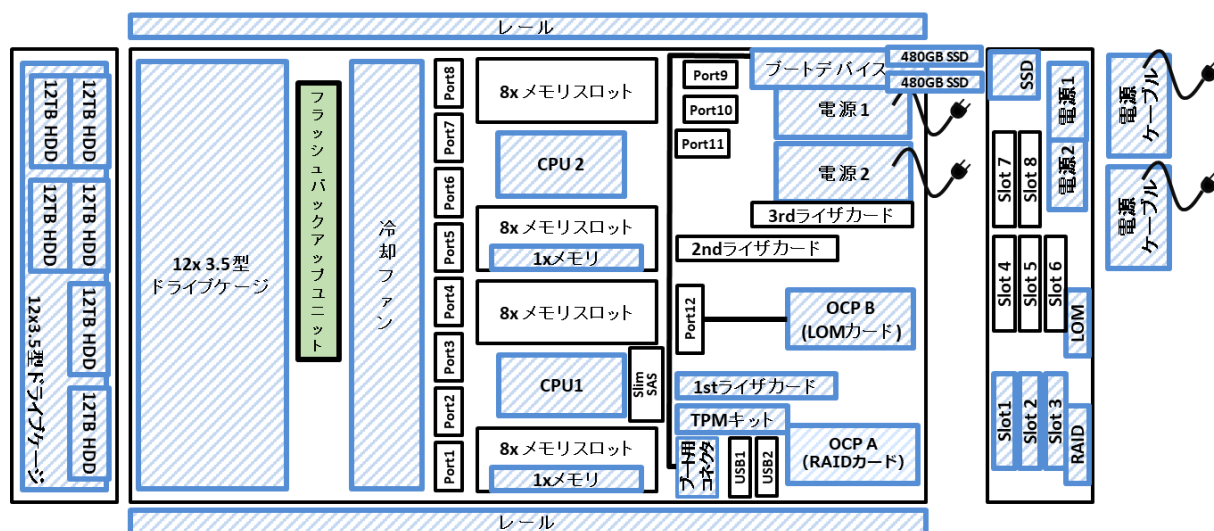 レール
12TB HDD
12TB HDD
12TB HDD
12TB HDD
12TB HDD
12TB HDD
12x3.5型ドライブケージ
12x 3.5型
ドライブケージ
フラッシュバックアップユニット
冷却ファン
Port8
Port7
Port6
Port5
Port4
Port3
Port2
Port1
8x メモリスロット
CPU 2
8x メモリスロット
1xメモリ
8x メモリスロット
CPU1
Slim
SAS
8x メモリスロット
1xメモリ
Port9
Port10
Port11
ブートデバイス
480GB SSD
480GB SSD
電源1
電源2
3rdライザカード
2ndライザカード
Port12
OCP B
(LOMカード)
1stライザカード
TPMキット
OCP A
(RAIDカード)
ブート用
コネクタ
USB1
USB2
SSD
電源1
電源2
Slot 7
Slot 8
Slot 4
Slot 5
Slot 6
LOM
Slot1
Slot 2
Slot 3
RAID
電源
ケーブル
電源
ケーブル
レール